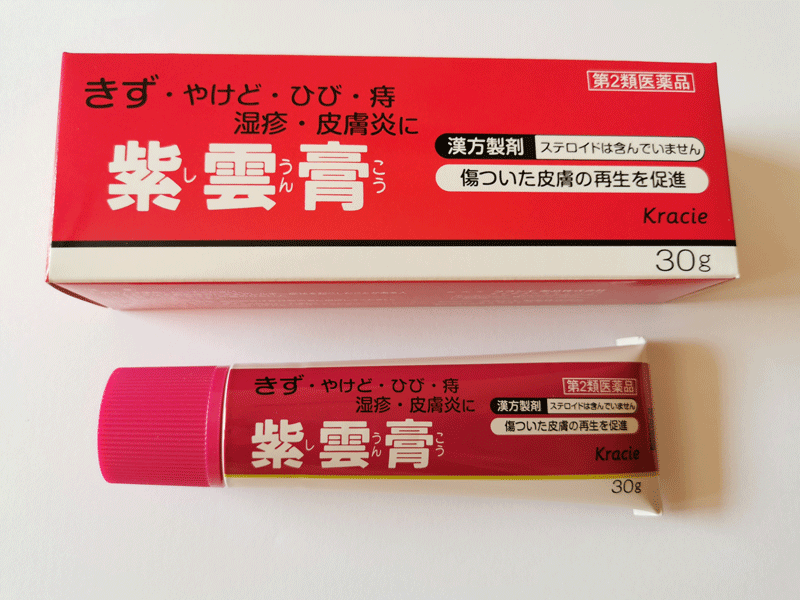 きず・やけど・ひび・痔
湿疹・皮膚炎に
紫雲膏
し うん こう
第2類医薬品
漢方製剤 ステロイドは含んでいません
傷ついた皮膚の再生を促進
Kracie
30g
きず・やけど・ひび・痔
湿疹・皮膚炎に
紫雲膏
し うん こう
第2類医薬品
漢方製剤 ステロイドは含んでいません
傷ついた皮膚の再生を促進
Kracie
30g